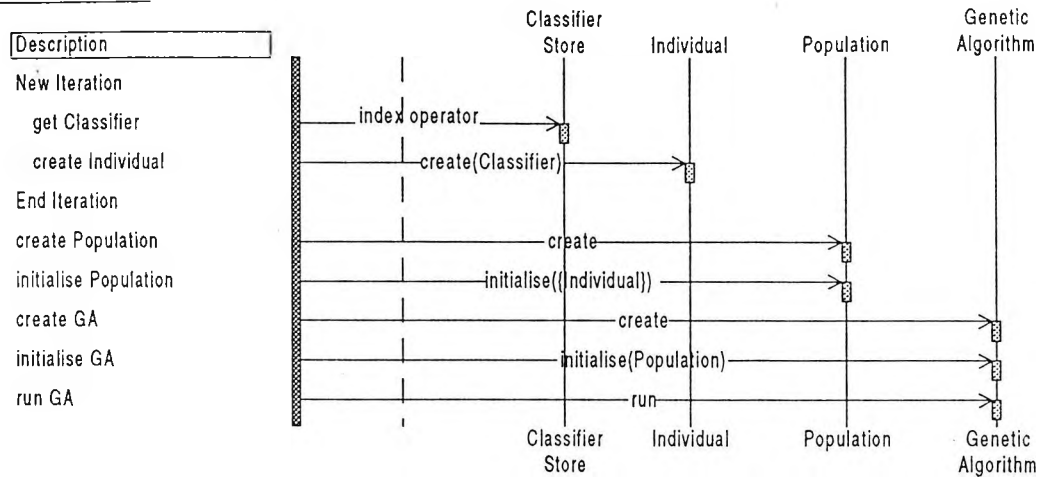 Classifier Store
Individual
Population
Genetic Algorithm
Description
New Iteration
get Classifier
index operator
create Individual
create(Classifier)
End Iteration
create Population
create
initialise Population
initialise({Individual})
create GA
create
initialise GA
initialise(Population)
run GA
run
Classifier Store
Individual
Population
Genetic Algorithm